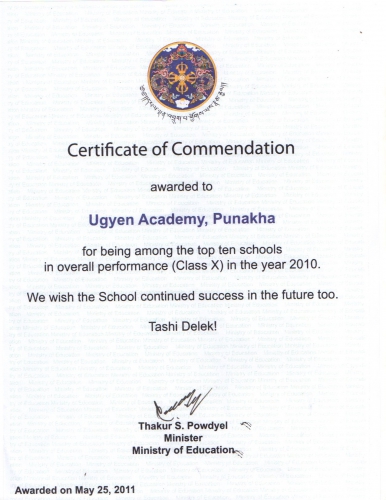 Certificate of Commendation
awarded to
Ugyen Academy, Punakha
for being among the top ten schools
in overall performance (Class X) in the year 2010.
We wish the School continued success in the future too.
Tashi Delek!
Thakur S. Powdyel
Minister
Ministry of Education
Awarded on May 25, 2011